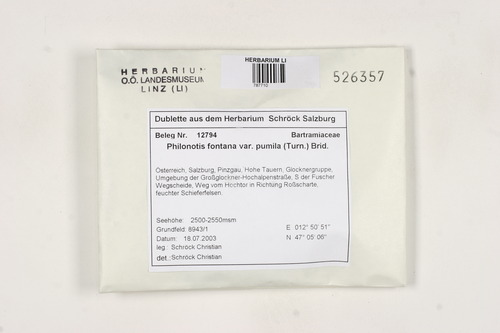 HERBARIUM
O.Ö. LANDESMUSEUM
LINZ (LI)
HERBARIUM LI
787710
526357
Dublette aus dem Herbarium Schröck Salzburg
Beleg Nr. 12794 Bartramiaceae
Philonotis fontana var. pumila (Turn.) Brid.
Österreich, Salzburg, Pinzgau, Hohe Tauern, Glocknergruppe,
Umgebung der Großglockner-Hochalpenstraße, S der Fuscher
Wegscheide, Weg vom Hochtor in Richtung Roßscharte,
feuchter Schieferfelsen.
Seehöhe: 2500-2550msm
Grundfeld: 8943/1 E 012° 50' 51"
Datum: 18.07.2003 N 47° 05' 06"
leg. Schröck Christian
det.: Schröck Christian